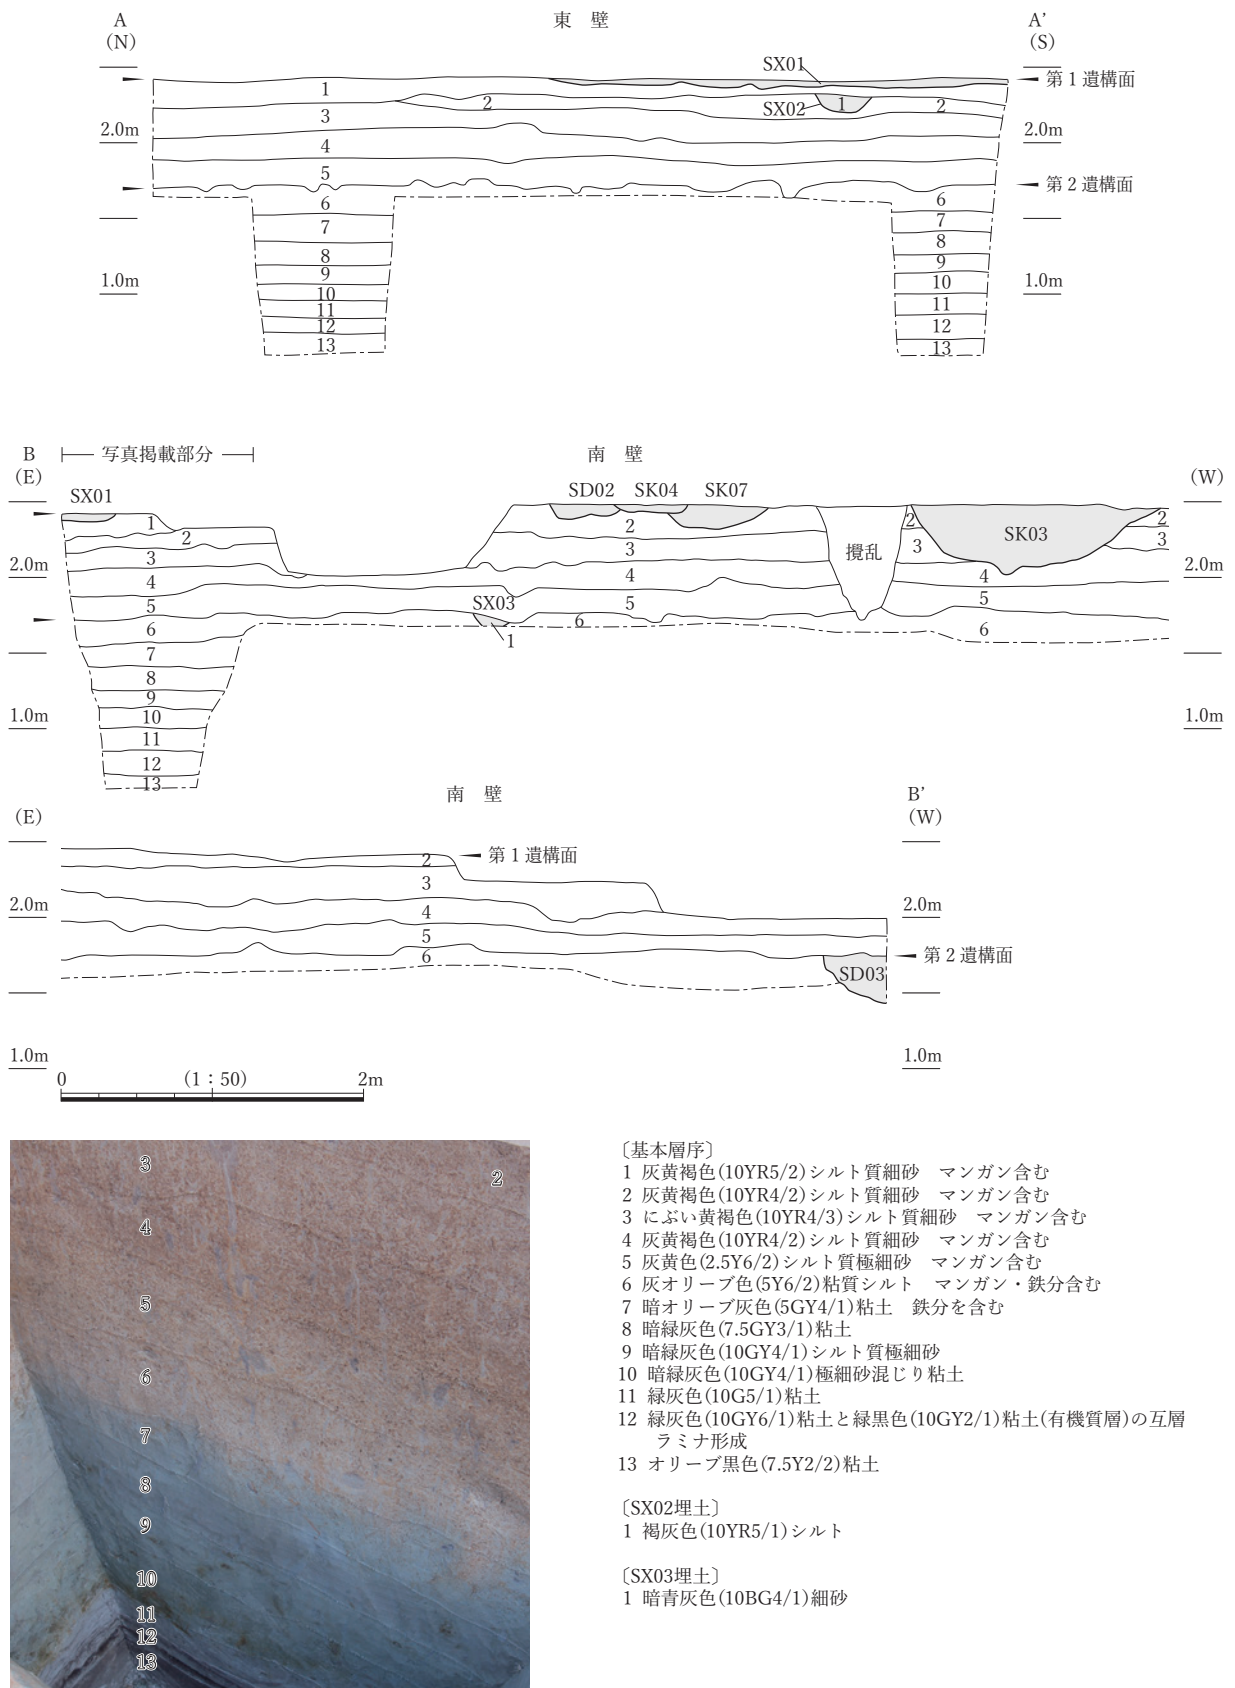 A
(N)
東　壁
A’
(S)
SX01
第1遺構面
1
2
3
SX02
1
2
2.0m
2.0m
4
5
第2遺構面
6
6
7
7
8
8
9
9
1.0m
1.0m
10
10
11
11
12
12
13
13
B
(E)
写真掲載部分
南　壁
(W)
SX01
SD02
SK04
SK07
1
2
2
2
2
SK03
3
3
3
3
攪乱
2.0m
2.0m
4
4
4
5
SX03
5
5
6
6
6
1
7
8
9
1.0m
1.0m
10
11
12
13
南　壁
(E)
B’
(W)
2
第1遺構面
3
2.0m
2.0m
4
5
6
第2遺構面
SD03
1.0m
1.0m
0
(1：50)
2m
3
2
4
5
6
7
8
9
10
11
12
13
〔基本層序〕
1 灰黄褐色(10YR5/2)シルト質細砂　マンガン含む
2 灰黄褐色(10YR4/2)シルト質細砂　マンガン含む
3 にぶい黄褐色(10YR4/3)シルト質細砂　マンガン含む
4 灰黄褐色(10YR4/2)シルト質細砂　マンガン含む
5 灰黄色(2.5Y6/2)シルト質極細砂　マンガン含む
6 灰オリーブ色(5Y6/2)粘質シルト　マンガン・鉄分含む
7 暗オリーブ灰色(5GY4/1)粘土　鉄分を含む
8 暗緑灰色(7.5GY3/1)粘土
9 暗緑灰色(10GY4/1)シルト質極細砂
10 暗緑灰色(10GY4/1)極細砂混じり粘土
11 緑灰色(10G5/1)粘土
12 緑灰色(10GY6/1)粘土と緑黒色(10GY2/1)粘土(有機質層)の互層
ラミナ形成
13 オリーブ黒色(7.5Y2/2)粘土
〔SX02埋土〕
1 褐灰色(10YR5/1)シルト
〔SX03埋土〕
1 暗青灰色(10BG4/1)細砂